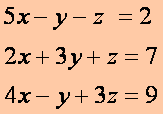 5x – y – z = 2
2x + 3y + z = 7
4x – y + 3z = 9